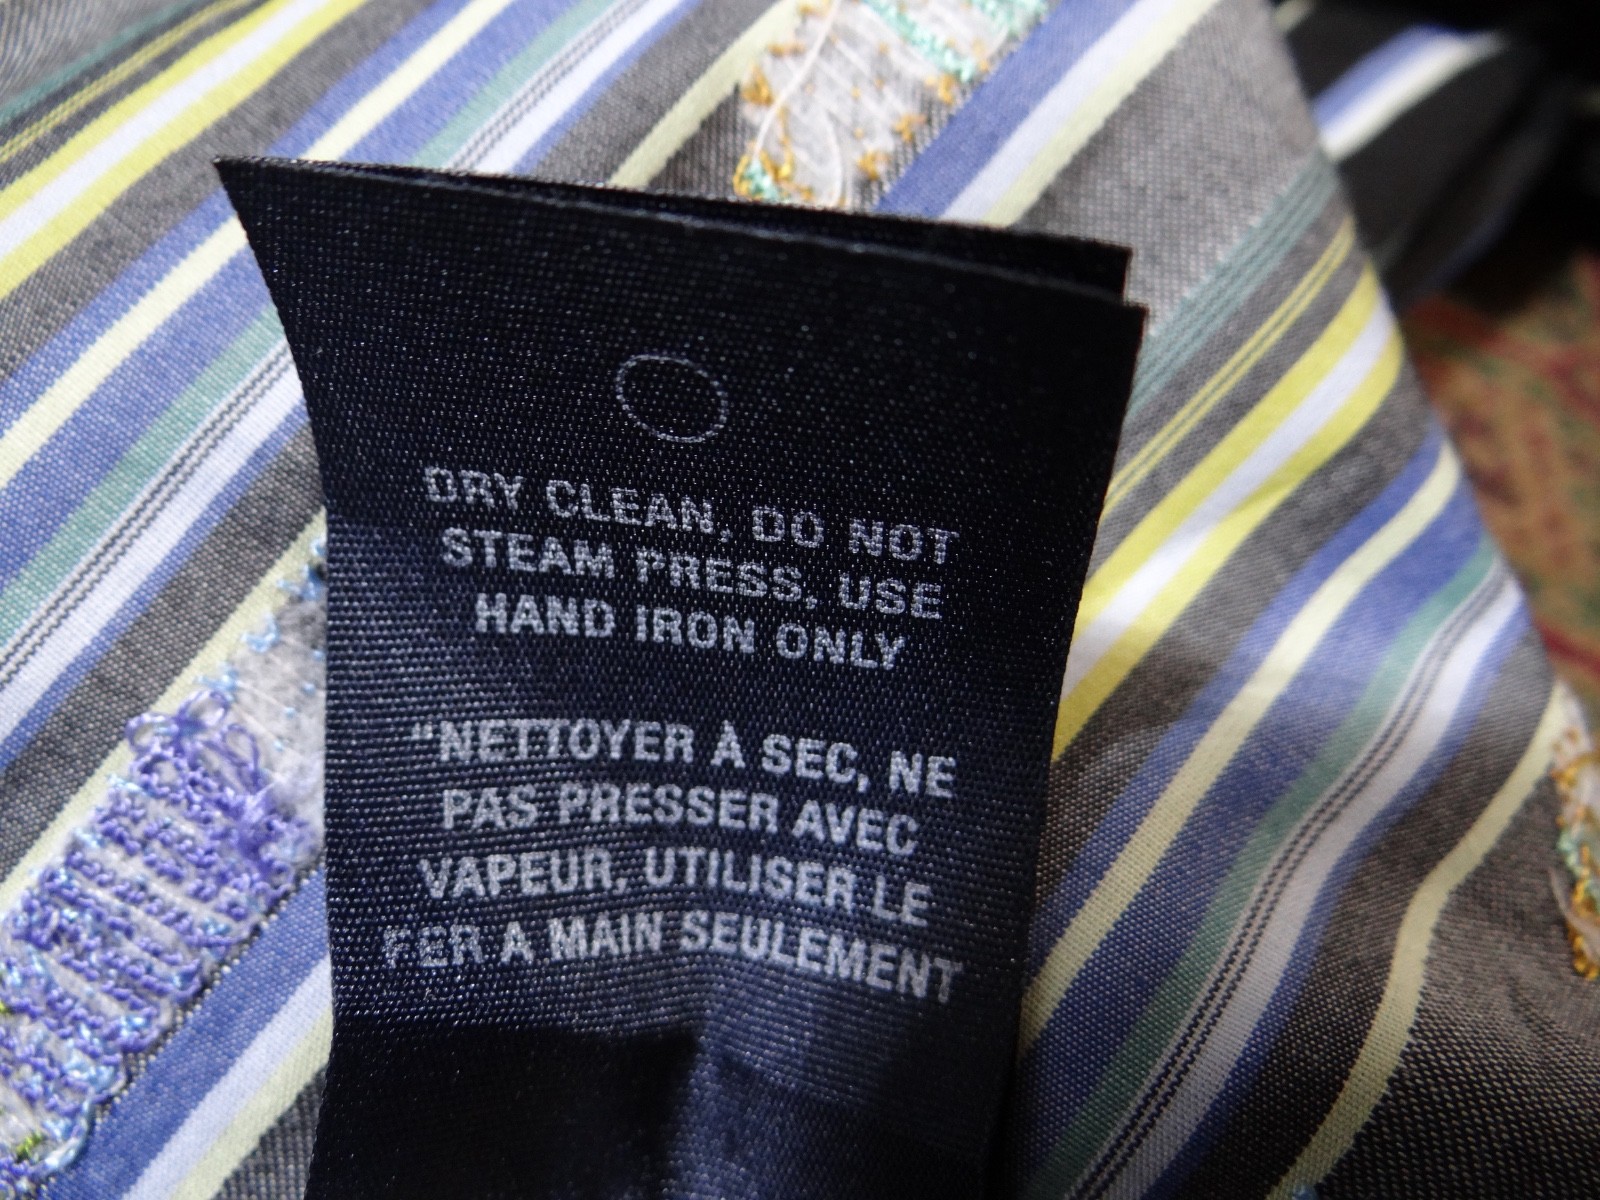 DRY CLEAN, DO NOT
STEAM PRESS, USE
HAND IRON ONLY
"NETTOYER À SEC, NE
PAS PRESSER AVEC
VAPEUR, UTILISER LE
FER A MAIN SEULEMENT